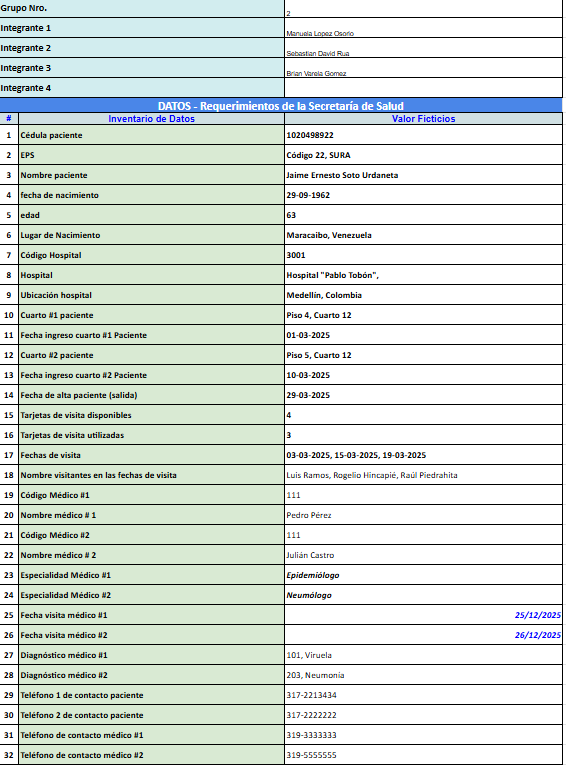 Grupo Nro. 2
Integrante 1 Manuela Lopez Osorio
Integrante 2 Sebastian David Rua
Integrante 3 Brian Varela Gomez
Integrante 4
DATOS - Requerimientos de la Secretaría de Salud
# Inventario de Datos Valor Ficticios
1 Cédula paciente 1020498922
2 EPS Código 22, SURA
3 Nombre paciente Jaime Ernesto Soto Urdaneta
4 fecha de nacimiento 29-09-1962
5 edad 63
6 Lugar de Nacimiento Maracaibo, Venezuela
7 Código Hospital 3001
8 Hospital Hospital "Pablo Tobón",
9 Ubicación hospital Medellín, Colombia
10 Cuarto #1 paciente Piso 4, Cuarto 12
11 Fecha ingreso cuarto #1 Paciente 01-03-2025
12 Cuarto #2 paciente Piso 5, Cuarto 12
13 Fecha ingreso cuarto #2 Paciente 10-03-2025
14 Fecha de alta paciente (salida) 29-03-2025
15 Tarjetas de visita disponibles 4
16 Tarjetas de visita utilizadas 3
17 Fechas de visita 03-03-2025, 15-03-2025, 19-03-2025
18 Nombre visitantes en las fechas de visita Luis Ramos, Rogelio Hincapié, Raúl Piedrahita
19 Código Médico #1 111
20 Nombre médico # 1 Pedro Pérez
21 Código Médico #2 111
22 Nombre médico # 2 Julián Castro
23 Especialidad Médico #1 Epidemiólogo
24 Especialidad Médico #2 Neumólogo
25 Fecha visita médico #1 25/12/2025
26 Fecha visita médico #2 26/12/2025
27 Diagnóstico médico #1 101, Viruela
28 Diagnóstico médico #2 203, Neumonía
29 Teléfono 1 de contacto paciente 317-2213434
30 Teléfono 2 de contacto paciente 317-2222222
31 Teléfono de contacto médico #1 319-3333333
32 Teléfono de contacto médico #2 319-5555555